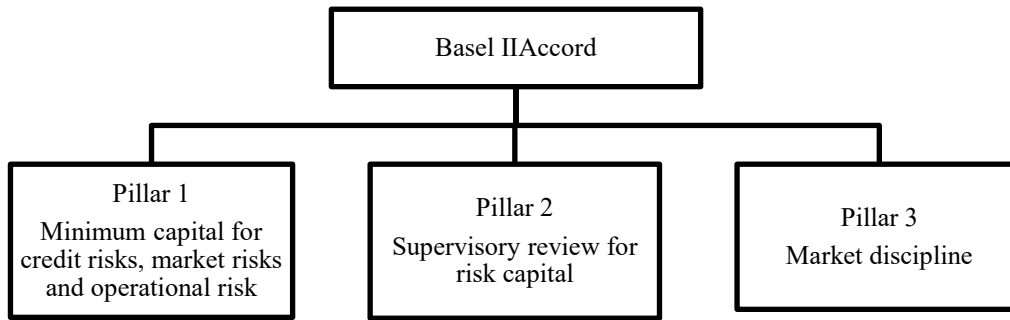 Basel IIAccord
Pillar 1
Minimum capital for
credit risks, market risks
and operational risk
Pillar 2
Supervisory review for
risk capital
Pillar 3
Market discipline